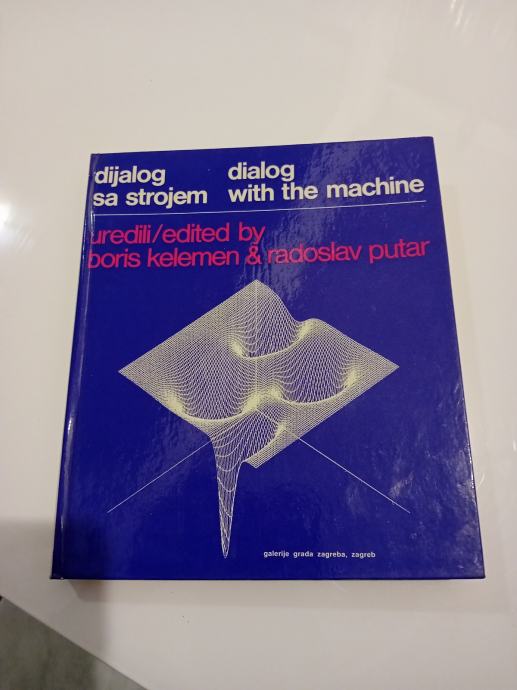 dijalog
sa strojem
dialog
with the machine
uredili/edited by
boris kelemen & radoslav putar
galerije grada zagreba, zagreb